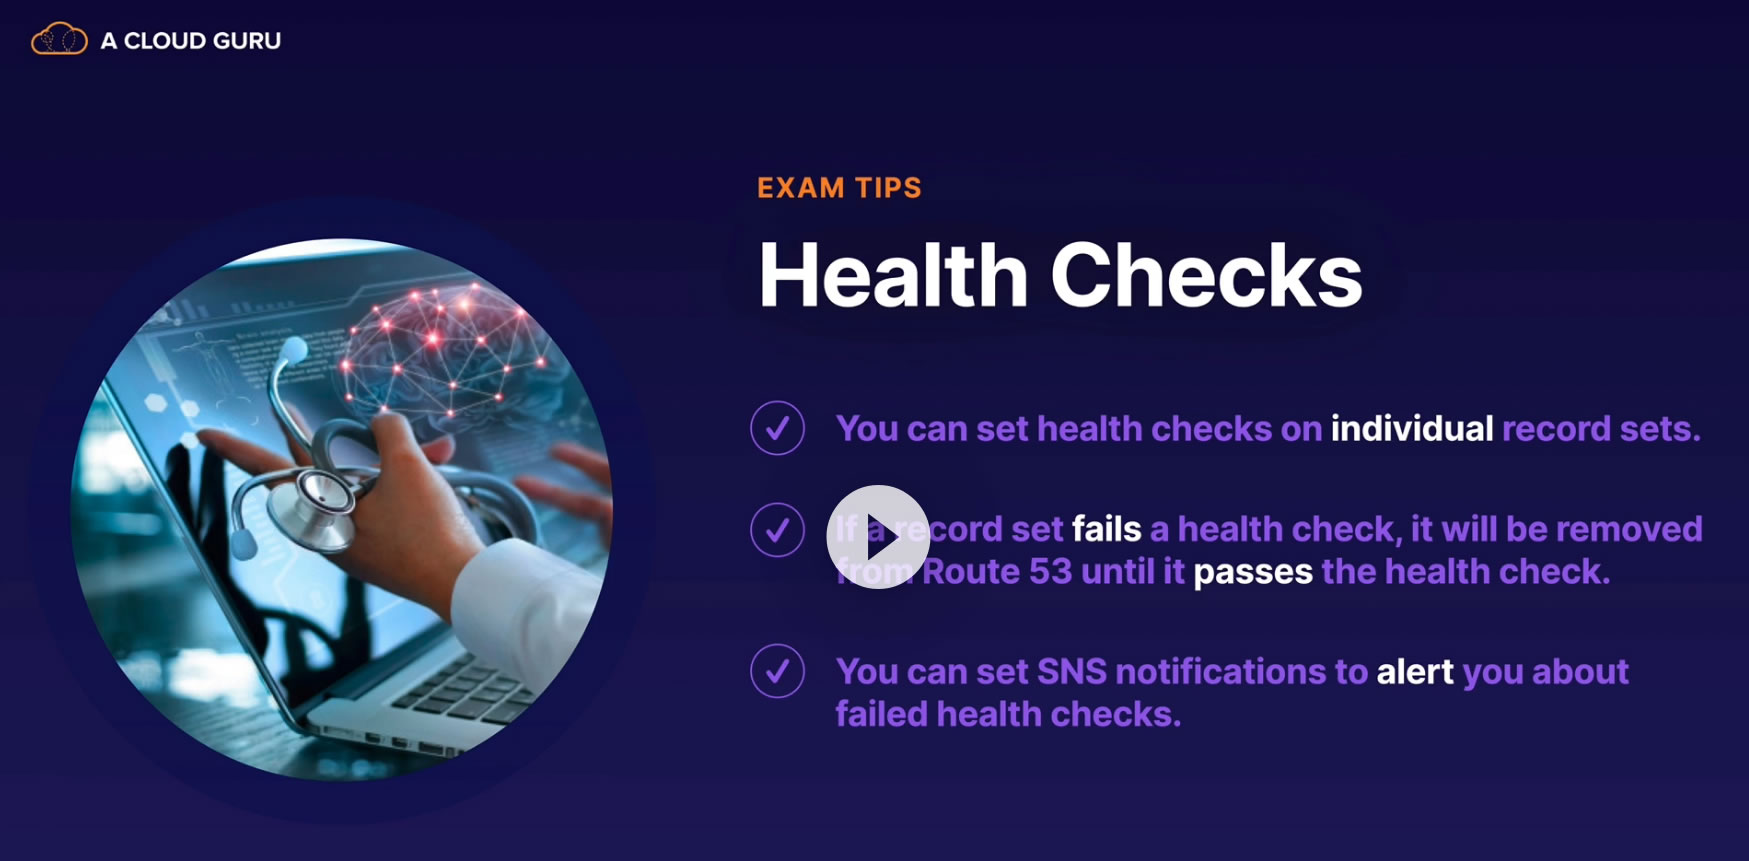 A CLOUD GURU
EXAM TIPS
Health Checks
You can set health checks on individual record sets.
If a record set fails a health check, it will be removed
from Route 53 until it passes the health check.
You can set SNS notifications to alert you about
failed health checks.